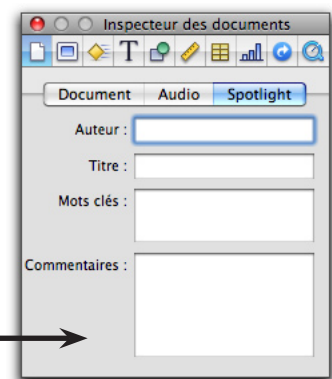 Inspecteur des documents
T
Document Audio Spotlight
Auteur :
Titre :
Mots clés :
Commentaires :